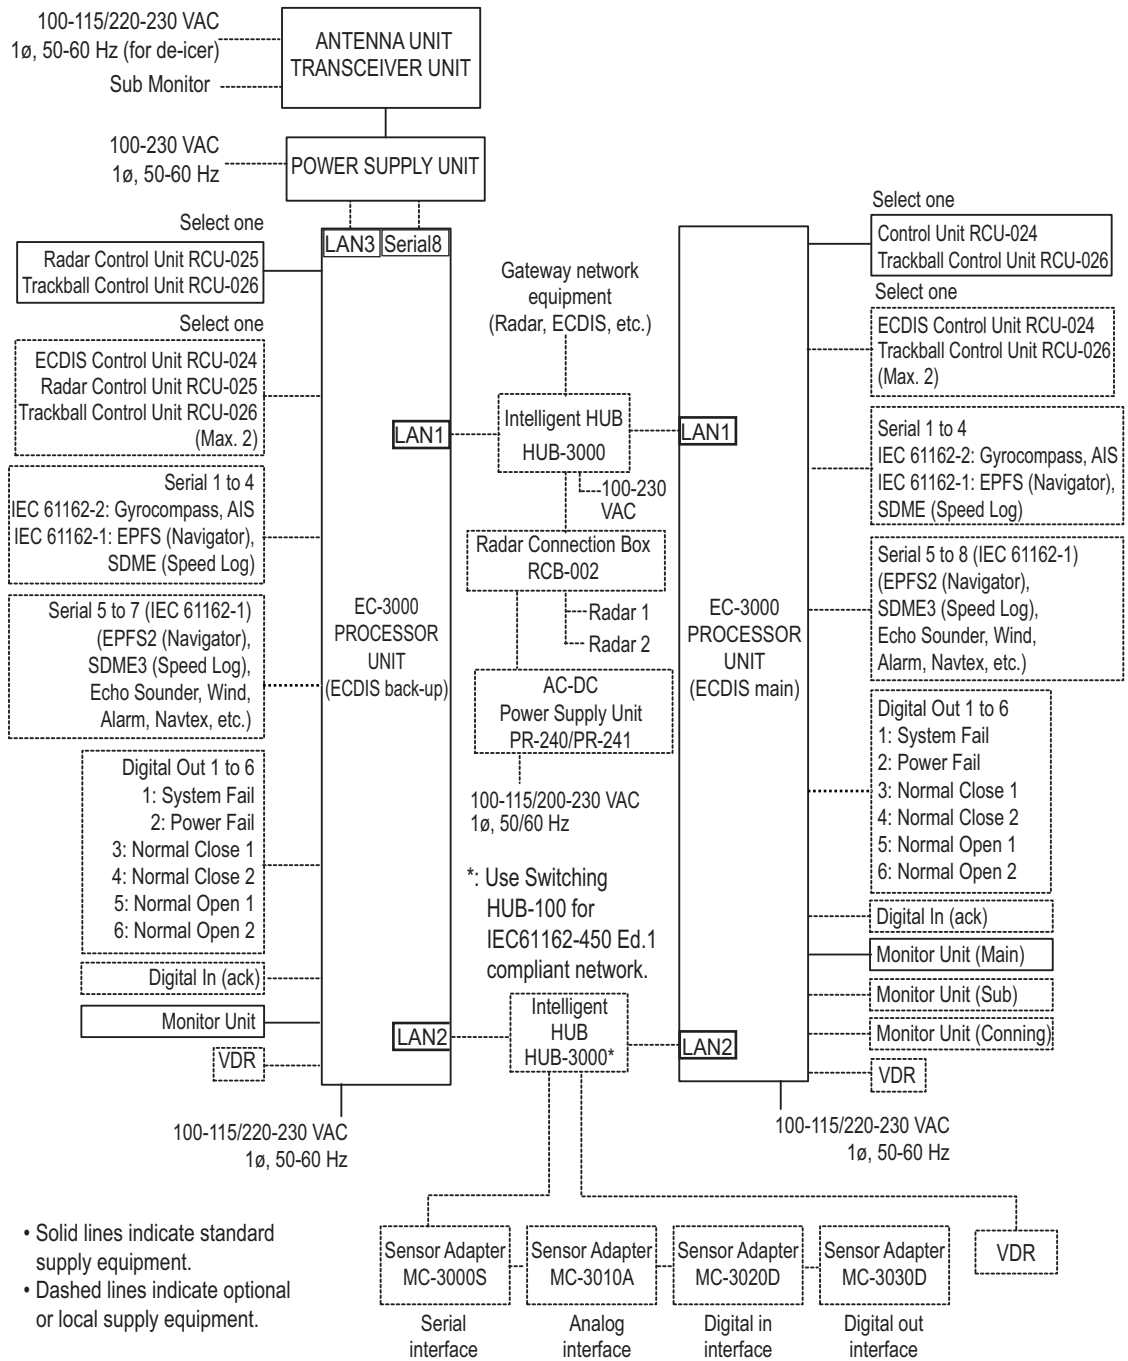 100-115/220-230 VAC
1ø, 50-60 Hz (for de-icer)
Sub Monitor
ANTENNA UNIT
TRANSCEIVER UNIT
100-230 VAC
1ø, 50-60 Hz
POWER SUPPLY UNIT
Select one
Radar Control Unit RCU-025
Trackball Control Unit RCU-026
Select one
ECDIS Control Unit RCU-024
Radar Control Unit RCU-025
Trackball Control Unit RCU-026
(Max. 2)
Serial 1 to 4
IEC 61162-2: Gyrocompass, AIS
IEC 61162-1: EPFS (Navigator),
SDME (Speed Log)
Serial 5 to 7 (IEC 61162-1)
(EPFS2 (Navigator),
SDME3 (Speed Log),
Echo Sounder, Wind,
Alarm, Navtex, etc.)
Digital Out 1 to 6
1: System Fail
2: Power Fail
3: Normal Close 1
4: Normal Close 2
5: Normal Open 1
6: Normal Open 2
Digital In (ack)
Monitor Unit
VDR
LAN3
Serial8
LAN1
EC-3000
PROCESSOR
UNIT
(ECDIS back-up)
LAN2
100-115/220-230 VAC
1ø, 50-60 Hz
Gateway network
equipment
(Radar, ECDIS, etc.)
Intelligent HUB
HUB-3000
100-230
VAC
Radar Connection Box
RCB-002
Radar 1
Radar 2
AC-DC
Power Supply Unit
PR-240/PR-241
100-115/200-230 VAC
1ø, 50/60 Hz
*: Use Switching
HUB-100 for
IEC61162-450 Ed.1
compliant network.
Intelligent
HUB
HUB-3000*
LAN1
EC-3000
PROCESSOR
UNIT
(ECDIS main)
LAN2
100-115/220-230 VAC
1ø, 50-60 Hz
Select one
Control Unit RCU-024
Trackball Control Unit RCU-026
Select one
ECDIS Control Unit RCU-024
Trackball Control Unit RCU-026
(Max. 2)
Serial 1 to 4
IEC 61162-2: Gyrocompass, AIS
IEC 61162-1: EPFS (Navigator),
SDME (Speed Log)
Serial 5 to 8 (IEC 61162-1)
(EPFS2 (Navigator),
SDME3 (Speed Log),
Echo Sounder, Wind,
Alarm, Navtex, etc.)
Digital Out 1 to 6
1: System Fail
2: Power Fail
3: Normal Close 1
4: Normal Close 2
5: Normal Open 1
6: Normal Open 2
Digital In (ack)
Monitor Unit (Main)
Monitor Unit (Sub)
Monitor Unit (Conning)
VDR
• Solid lines indicate standard
supply equipment.
• Dashed lines indicate optional
or local supply equipment.
Sensor Adapter
MC-3000S
Serial
interface
Sensor Adapter
MC-3010A
Analog
interface
Sensor Adapter
MC-3020D
Digital in
interface
Sensor Adapter
MC-3030D
Digital out
interface
VDR